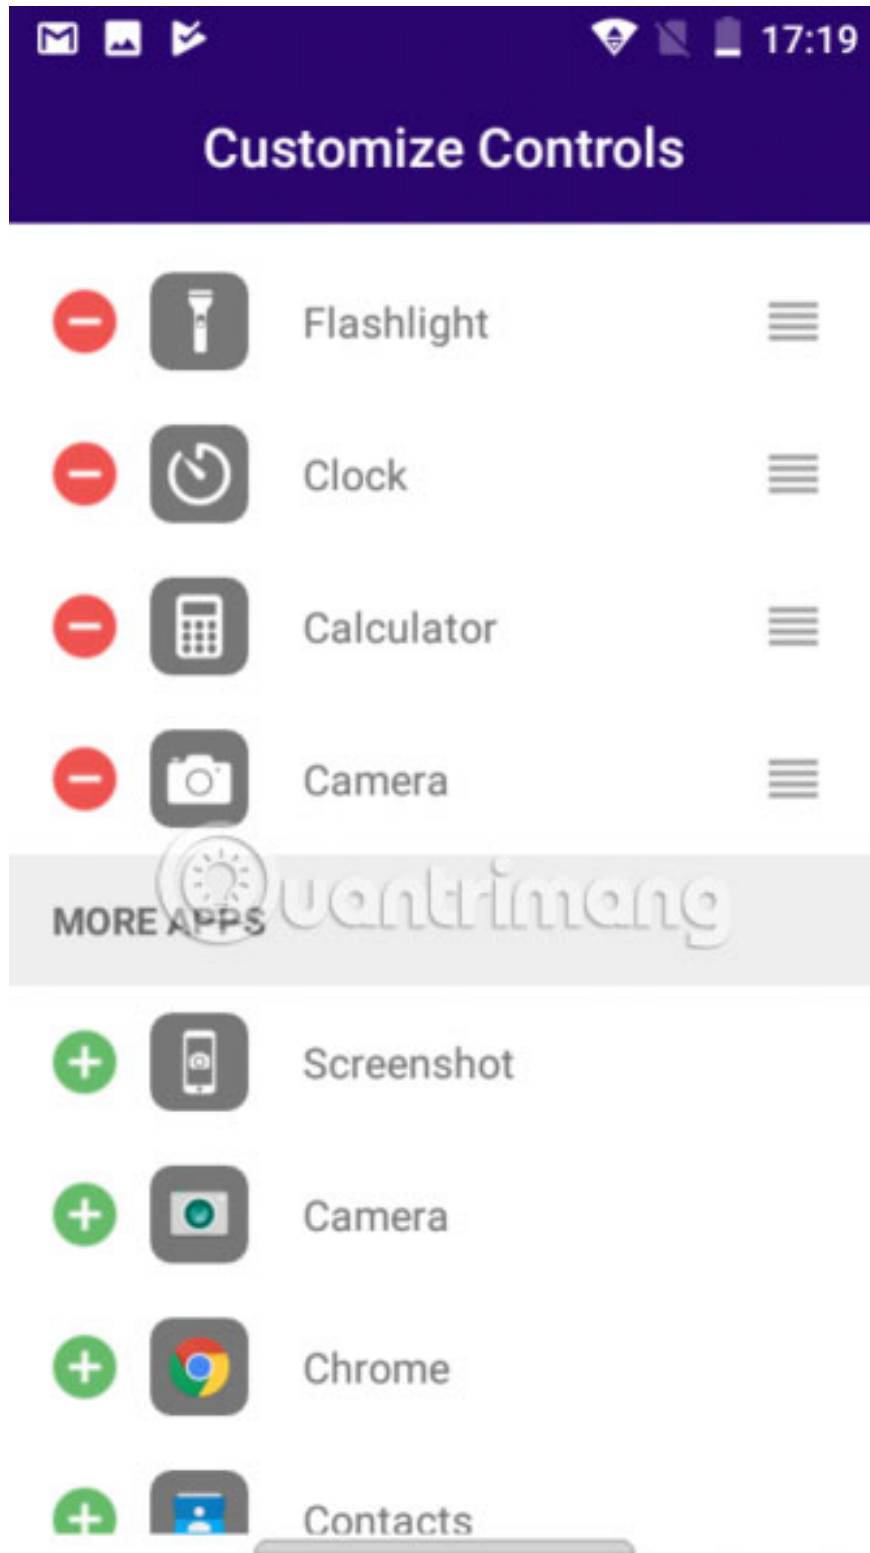 17:19
Customize Controls
Flashlight
Clock
Calculator
Camera
Quantrimang
MORE APPS
Screenshot
Camera
Chrome
Contacts